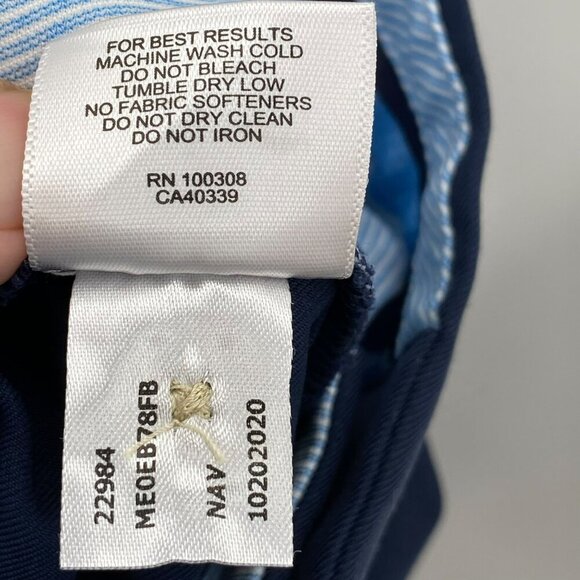 FOR BEST RESULTS
MACHINE WASH COLD
DO NOT BLEACH
TUMBLE DRY LOW
NO FABRIC SOFTENERS
DO NOT DRY CLEAN
DO NOT IRON
RN 100308
CA40339
22984
ME0EB78FB
NAV
10202020